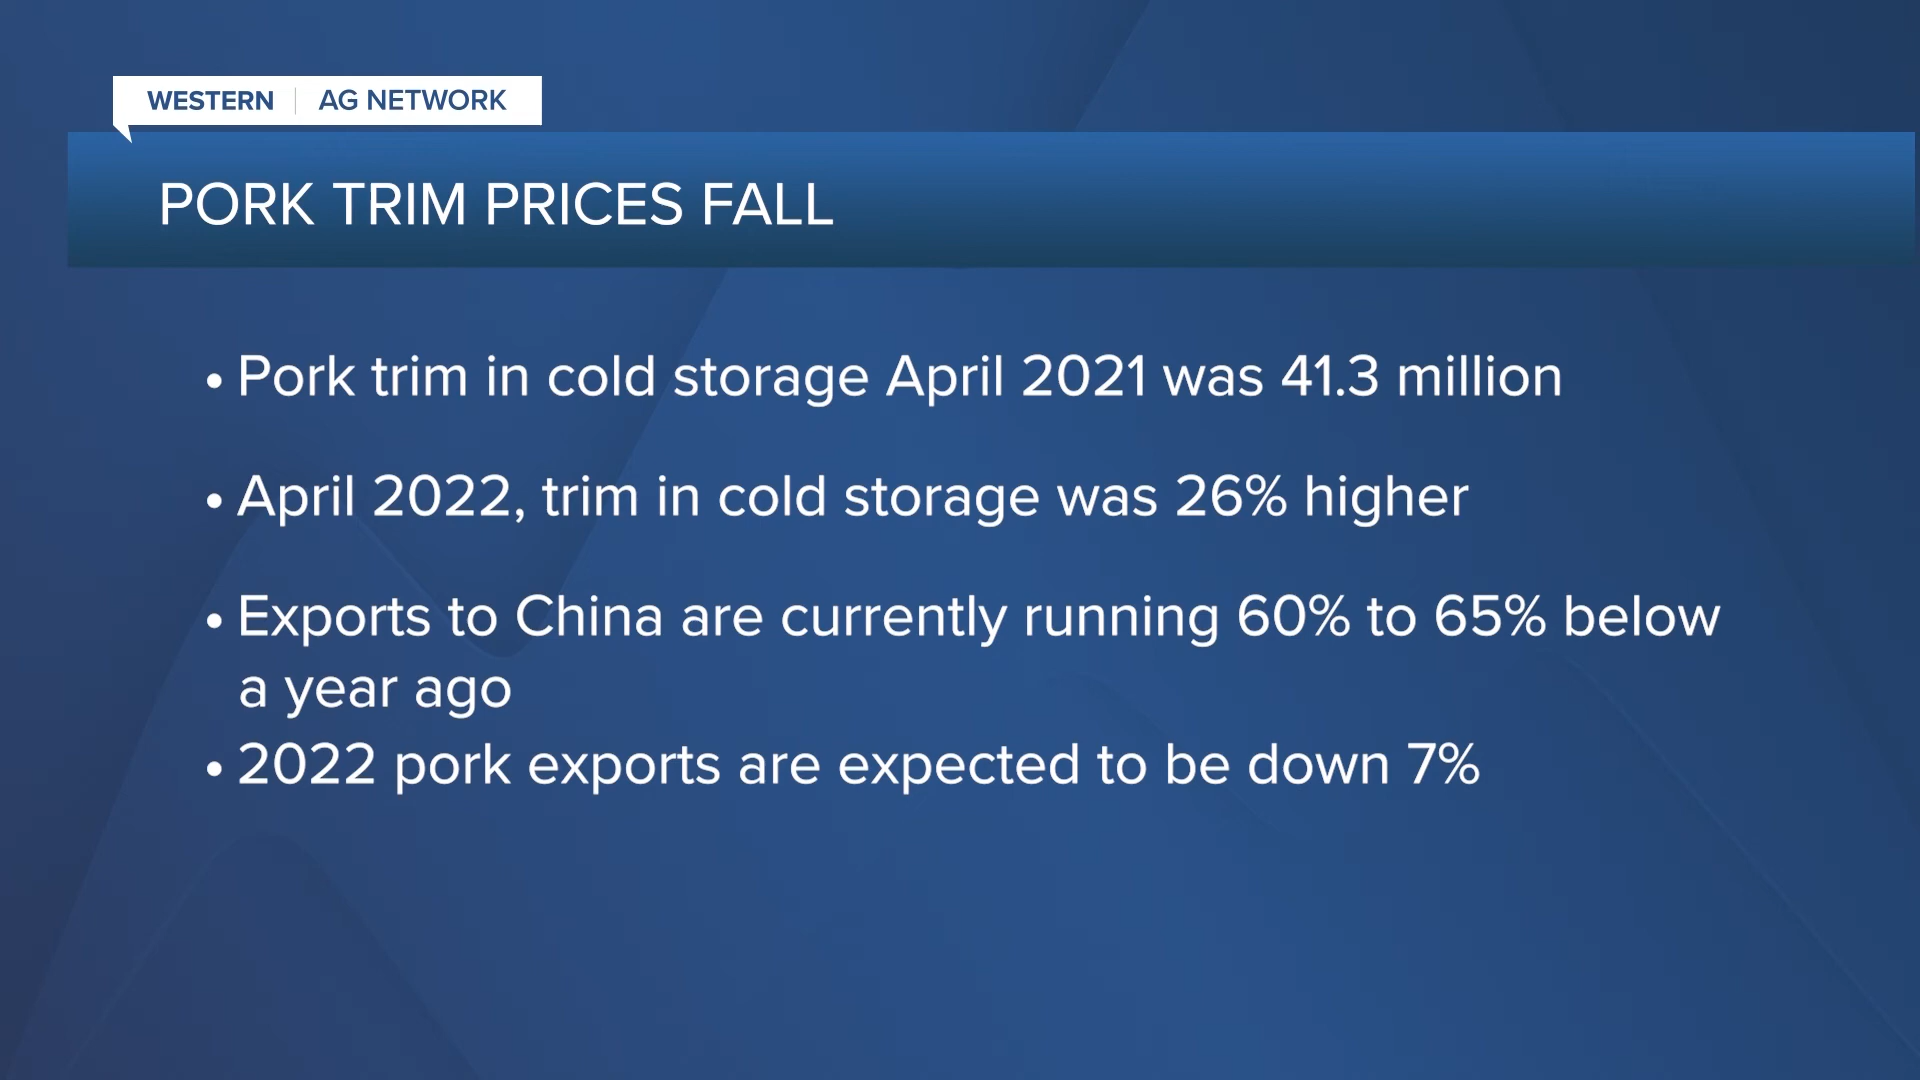 WESTERN | AG NETWORK
PORK TRIM PRICES FALL
• Pork trim in cold storage April 2021 was 41.3 million
• April 2022, trim in cold storage was 26% higher
• Exports to China are currently running 60% to 65% below
a year ago
• 2022 pork exports are expected to be down 7%